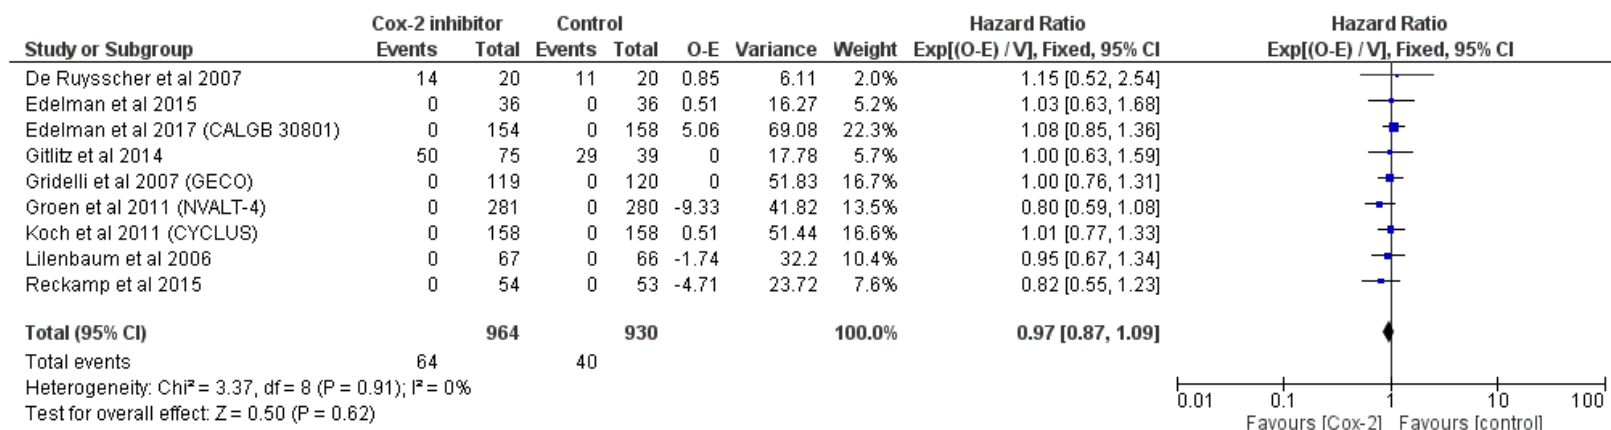 Cox-2 inhibitor Control Hazard Ratio Hazard Ratio
Study or Subgroup Events Total Events Total O-E Variance Weight Exp[(O-E) / V], Fixed, 95% CI Exp[(O-E) / V], Fixed, 95% CI
De Ruysscher et al 2007 14 20 11 20 0.85 6.11 2.0% 1.15 [0.52, 2.54]
Edelman et al 2015 0 36 0 36 0.51 16.27 5.2% 1.03 [0.63, 1.68]
Edelman et al 2017 (CALGB 30801) 0 154 0 158 5.06 69.08 22.3% 1.08 [0.85, 1.36]
Gitlitz et al 2014 50 75 29 39 0 17.78 5.7% 1.00 [0.63, 1.59]
Gridelli et al 2007 (GECO) 0 119 0 120 0 51.83 16.7% 1.00 [0.76, 1.31]
Groen et al 2011 (NVALT-4) 0 281 0 280 -9.33 41.82 13.5% 0.80 [0.59, 1.08]
Koch et al 2011 (CYCLUS) 0 158 0 158 0.51 51.44 16.6% 1.01 [0.77, 1.33]
Lilenbaum et al 2006 0 67 0 66 -1.74 32.2 10.4% 0.95 [0.67, 1.34]
Reckamp et al 2015 0 54 0 53 -4.71 23.72 7.6% 0.82 [0.55, 1.23]
Total (95% CI) 964 930 100.0% 0.97 [0.87, 1.09]
Total events 64 40
Heterogeneity: Chi² = 3.37, df = 8 (P = 0.91); I² = 0%
Test for overall effect: Z = 0.50 (P = 0.62)
0.01 0.1 1 10 100
Favours [Cox-2] Favours [control]